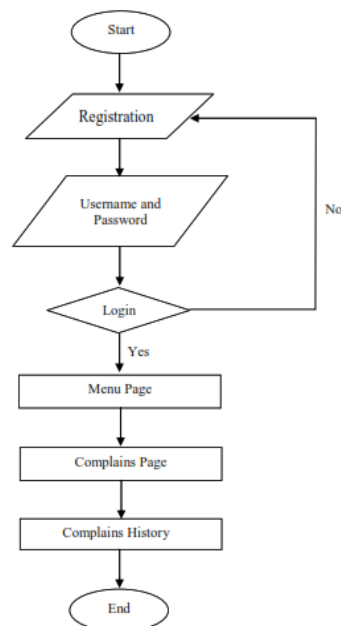 Start
Registration
Username and
Password
No
Login
Yes
Menu Page
Complains Page
Complains History
End